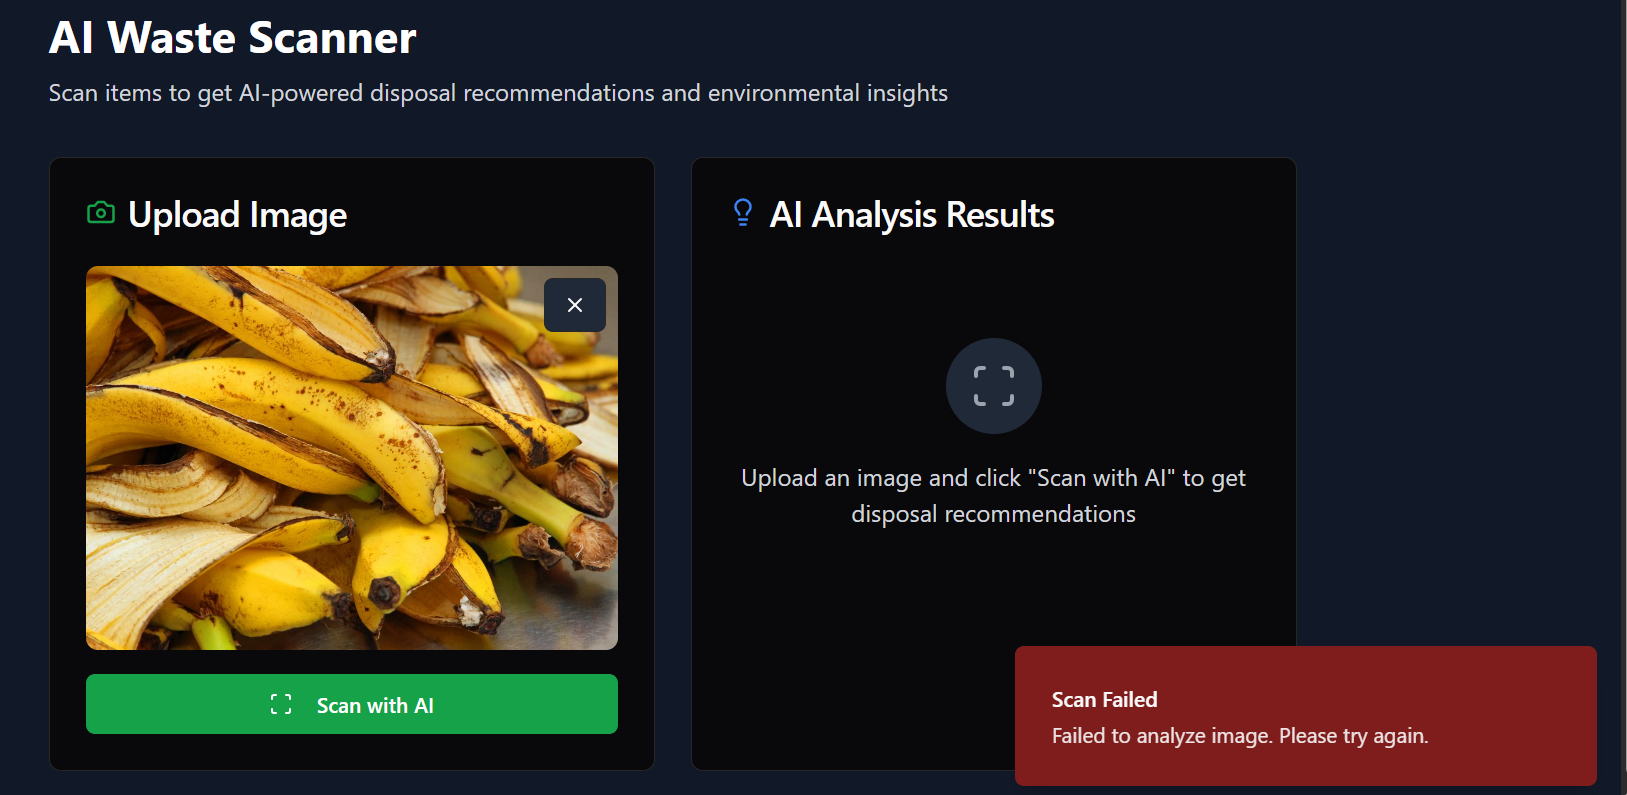 AI Waste Scanner
Scan items to get AI-powered disposal recommendations and environmental insights
Upload Image
Scan with AI
AI Analysis Results
Upload an image and click "Scan with AI" to get
disposal recommendations
Scan Failed
Failed to analyze image. Please try again.